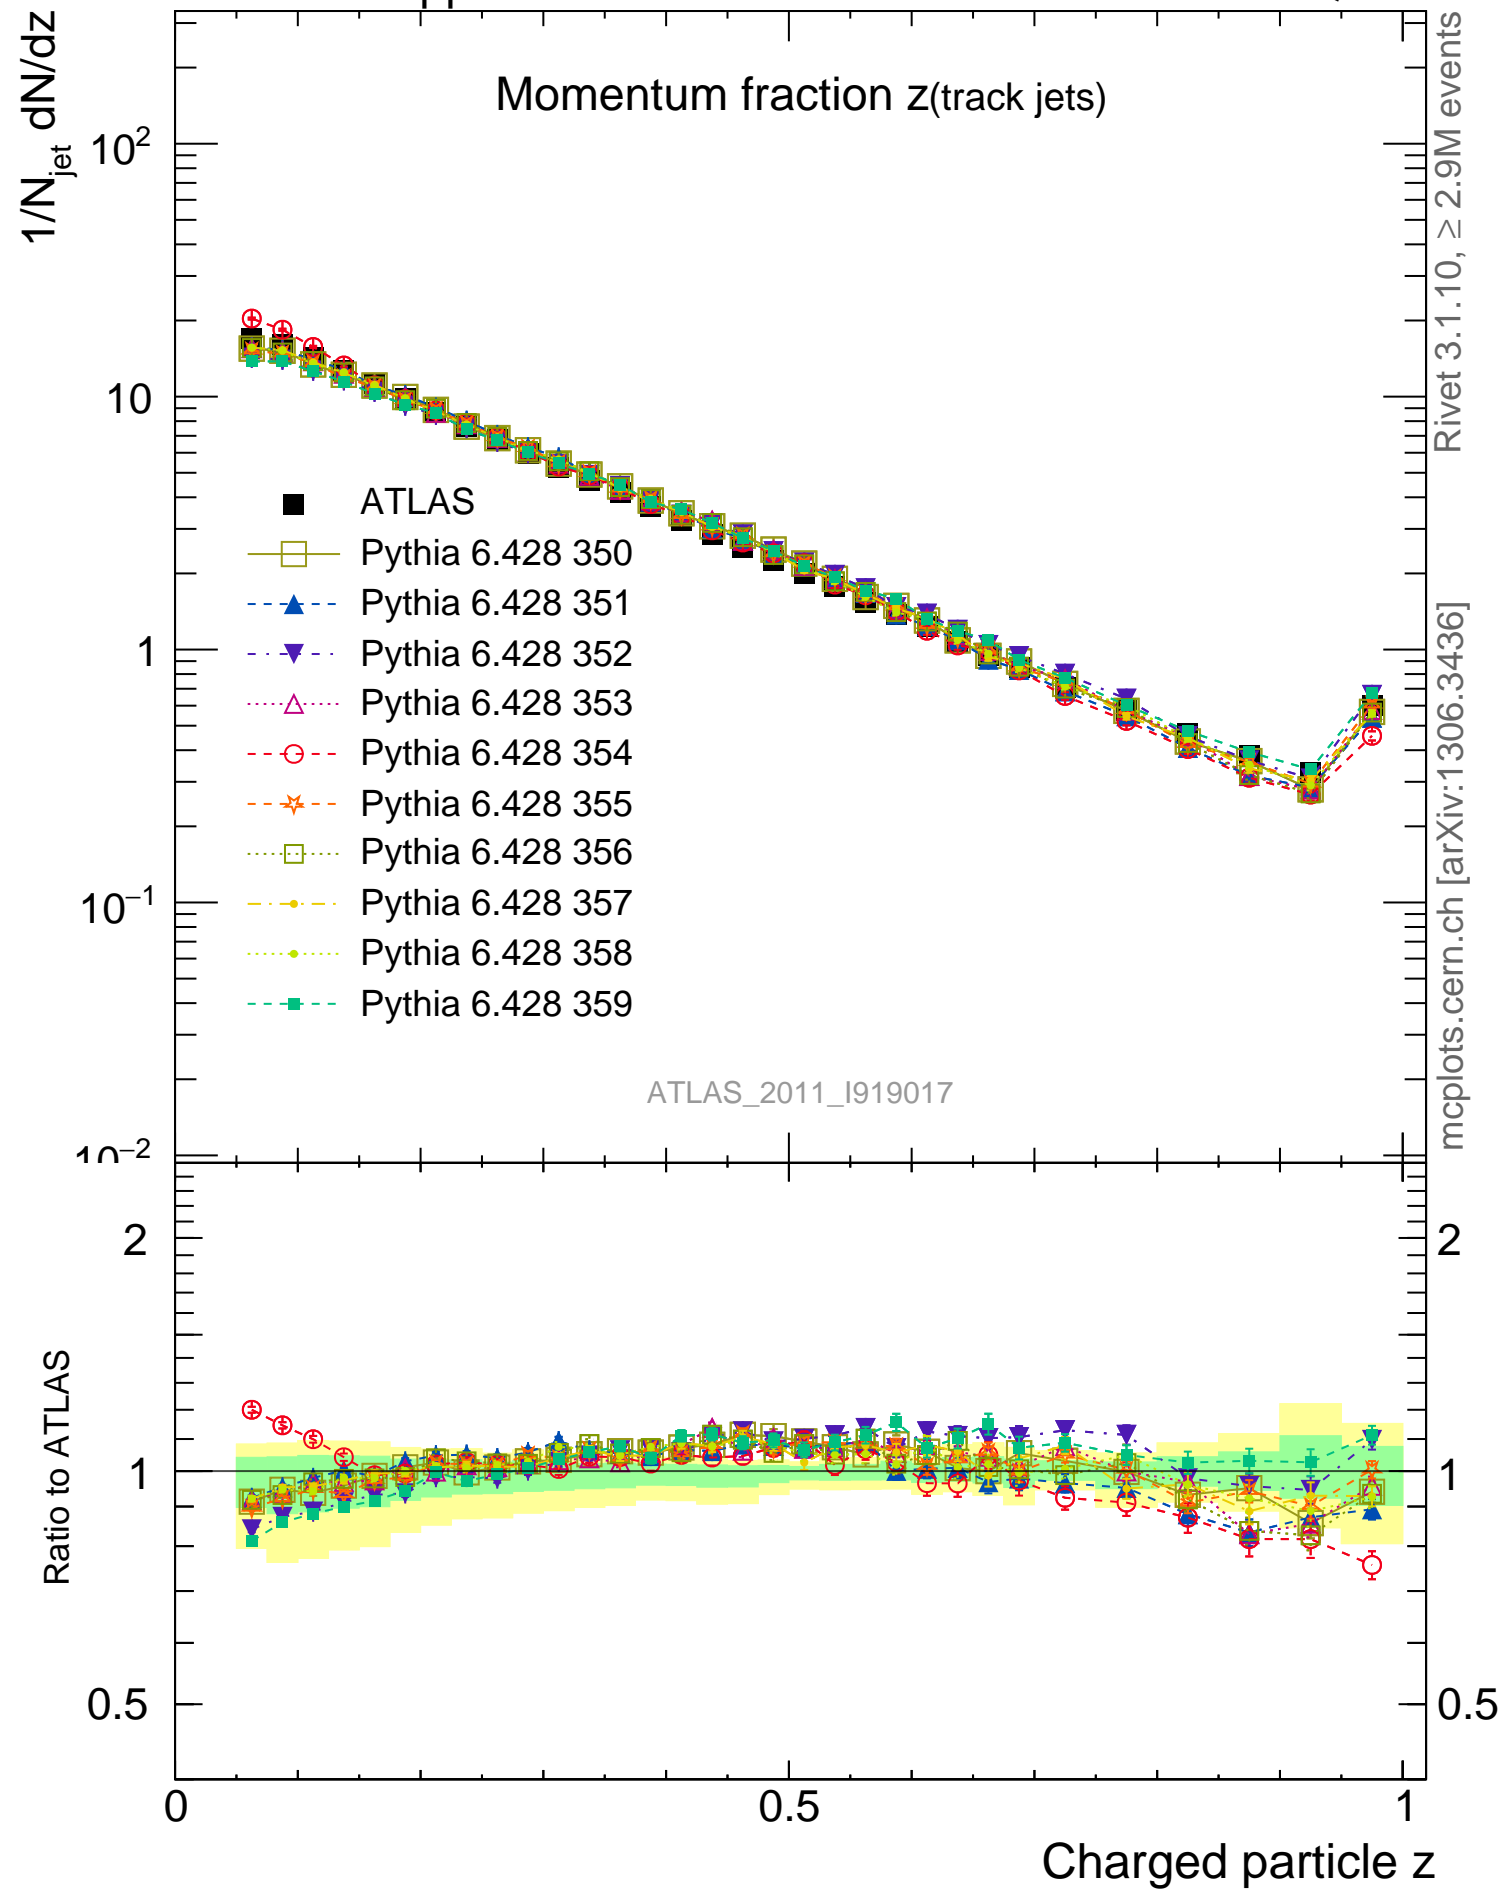 1/Njet dN/dz
Momentum fraction z(track jets)
10²
10
1
10⁻¹
10⁻²
ATLAS
Pythia 6.428 350
Pythia 6.428 351
Pythia 6.428 352
Pythia 6.428 353
Pythia 6.428 354
Pythia 6.428 355
Pythia 6.428 356
Pythia 6.428 357
Pythia 6.428 358
Pythia 6.428 359
ATLAS_2011_I919017
Rivet 3.1.10, ≥ 2.9M events
mcplots.cern.ch [arXiv:1306.3436]
Ratio to ATLAS
2
1
0.5
2
1
0.5
0
0.5
1
Charged particle z